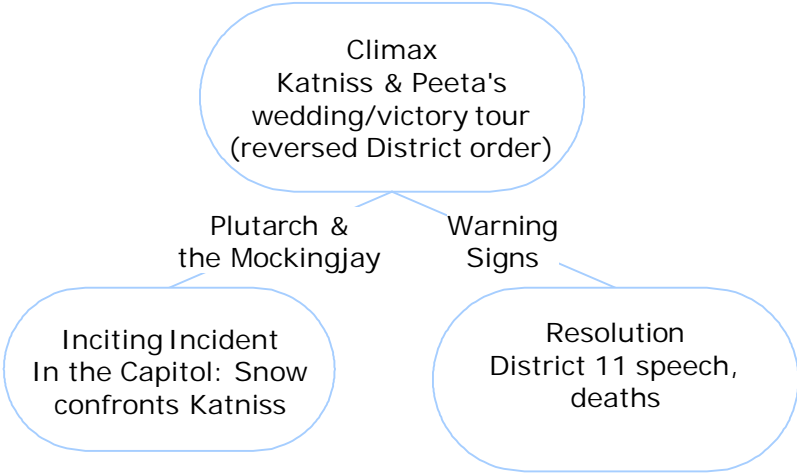 Climax
Katniss & Peeta's
wedding/victory tour
(reversed District order)
Plutarch &
the Mockingjay
Warning
Signs
Inciting Incident
In the Capitol: Snow
confronts Katniss
Resolution
District 11 speech,
deaths